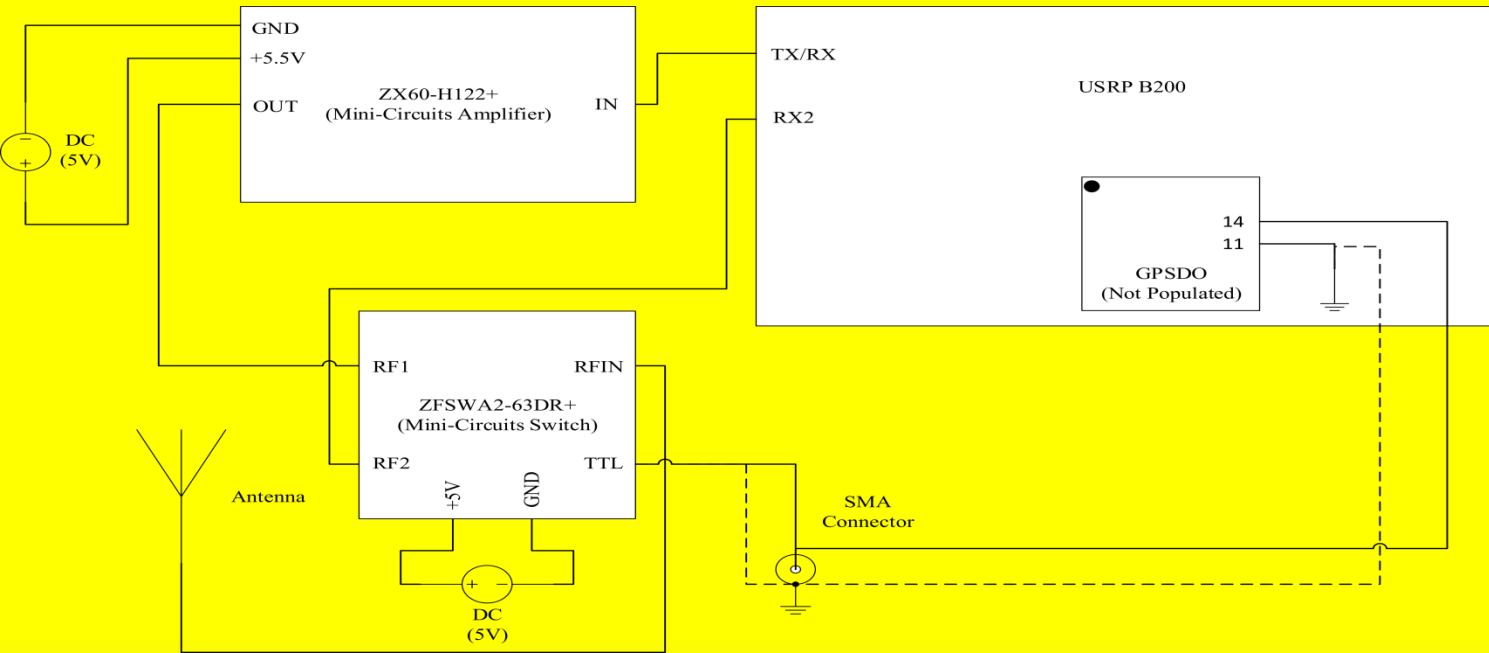 GND
+5.5V
OUT
ZX60-H122+
(Mini-Circuits Amplifier)
IN
DC
(5V)
TX/RX
RX2
USRP B200
14
11
GPSDO
(Not Populated)
RF1
RFIN
ZFSWA2-63DR+
(Mini-Circuits Switch)
RF2
TTL
+5V
GND
Antenna
SMA
Connector
DC
(5V)